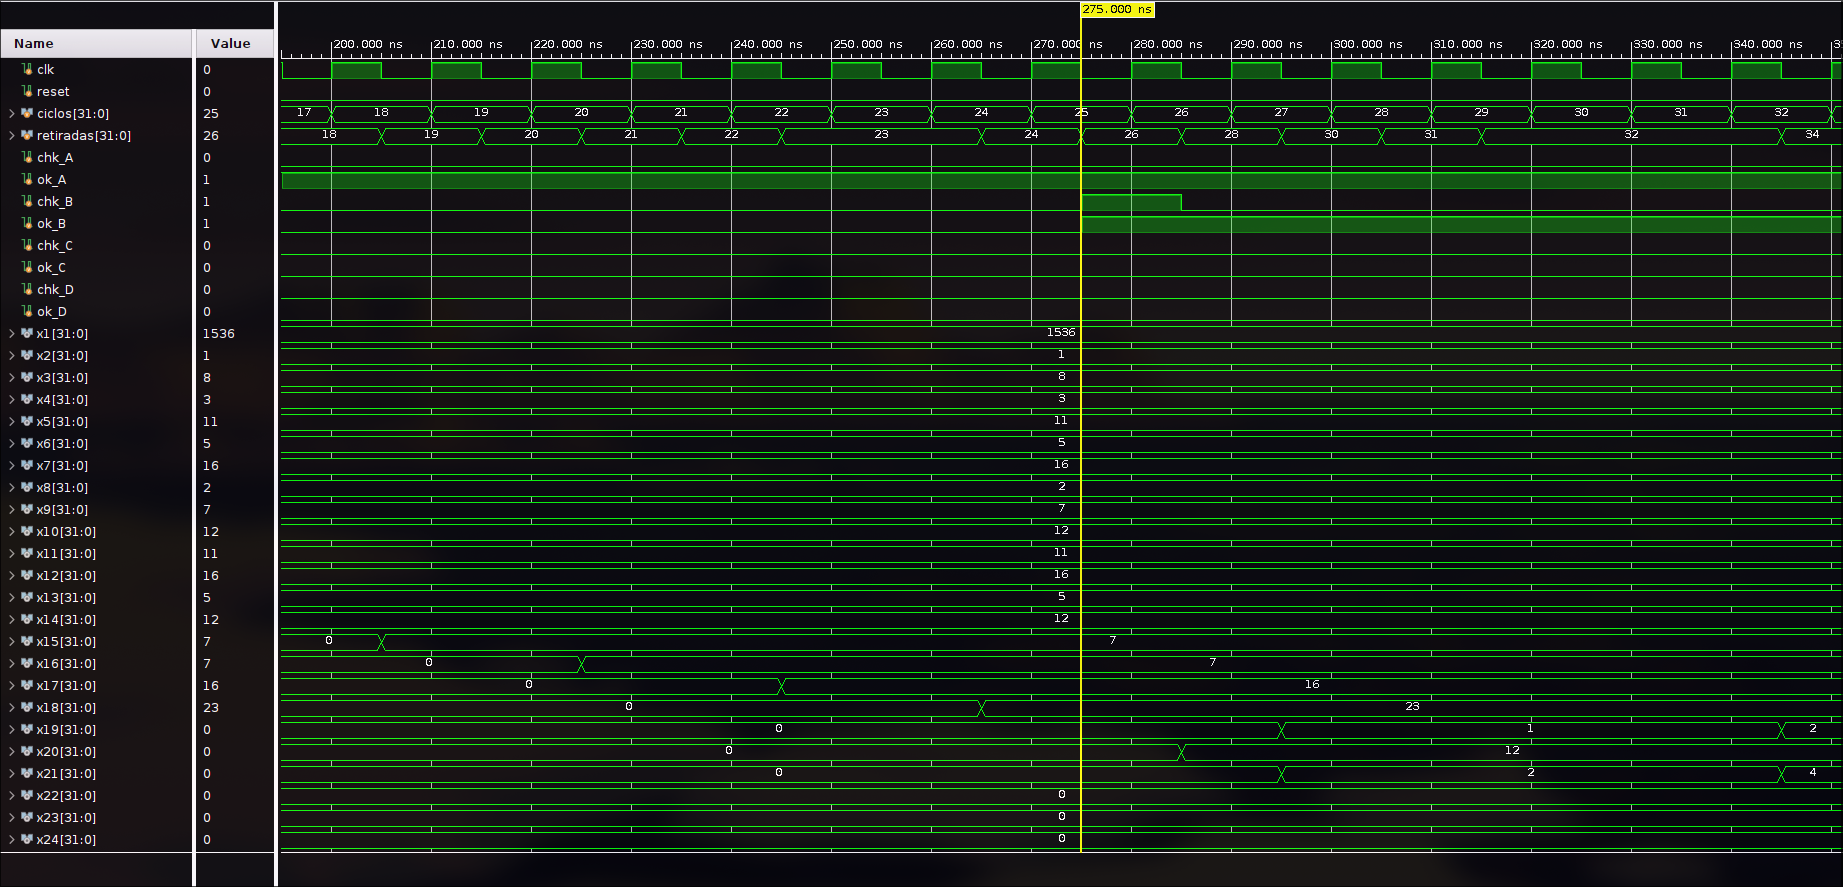 275.000 ns
Name Value
200.000 ns 210.000 ns 220.000 ns 230.000 ns 240.000 ns 250.000 ns 260.000 ns 270.000 ns 280.000 ns 290.000 ns 300.000 ns 310.000 ns 320.000 ns 330.000 ns 340.000 ns
clk 0
reset 0
ciclos[31:0] 25 17 18 19 20 21 22 23 24 25 26 27 28 29 30 31 32
retiradas[31:0] 26 18 19 20 21 22 23 24 26 28 30 31 32 34
chk_A 0
ok_A 1
chk_B 1
ok_B 1
chk_C 0
ok_C 0
chk_D 0
ok_D 0
x1[31:0] 1536 1536
x2[31:0] 1 1
x3[31:0] 8 8
x4[31:0] 3 3
x5[31:0] 11 11
x6[31:0] 5 5
x7[31:0] 16 16
x8[31:0] 2 2
x9[31:0] 7 7
x10[31:0] 12 12
x11[31:0] 11 11
x12[31:0] 16 16
x13[31:0] 5 5
x14[31:0] 12 12
x15[31:0] 7 0 7
x16[31:0] 7 0 7
x17[31:0] 16 0 16
x18[31:0] 23 0 23
x19[31:0] 0 0 1 2
x20[31:0] 0 0 12
x21[31:0] 0 0 2 4
x22[31:0] 0 0
x23[31:0] 0 0
x24[31:0] 0 0